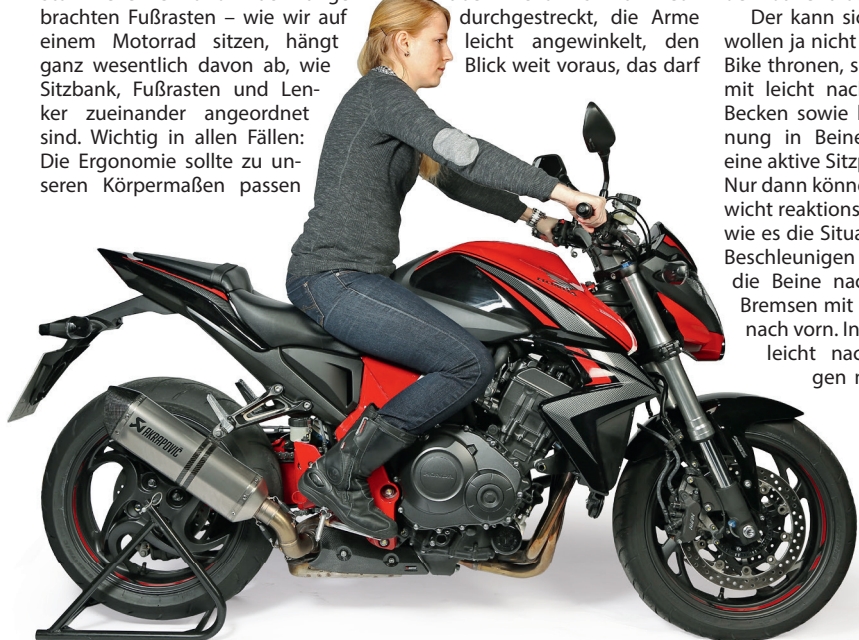 brachten Fußrasten – wie wir auf
einem Motorrad sitzen, hängt
ganz wesentlich davon ab, wie
Sitzbank, Fußrasten und Len-
ker zueinander angeordnet
sind. Wichtig in allen Fällen:
Die Ergonomie sollte zu un-
seren Körpermaßen passen
durchgestreckt, die Arme
leicht angewinkelt, den
Blick weit voraus, das darf
Der kann sic
wollen ja nicht
Bike thronen, s
mit leicht nach
Becken sowie
nung in Beine
eine aktive Sitzp
Nur dann könne
wicht reaktions
wie es die Situa
Beschleunigen
die Beine nac
Bremsen mit
nach vorn. In
leicht nac
gen
AKRAPOVIČ